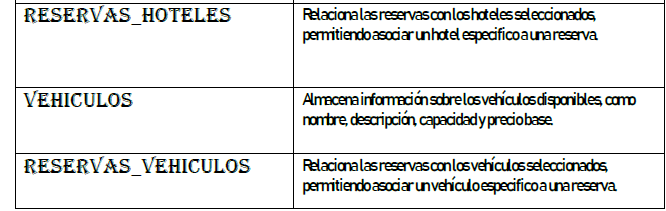 RESERVAS_HOTELES
Relaciona las reservas con los hoteles seleccionados,
permitiendo asociar un hotel especifico a una reserva.
VEHICULOS
Almacena información sobre los vehículos disponibles, como
nombre, descripción, capacidad y precio base.
RESERVAS_VEHICULOS
Relaciona las reservas con los vehículos seleccionados,
permitiendo asociar un vehículo especifico a una reserva.